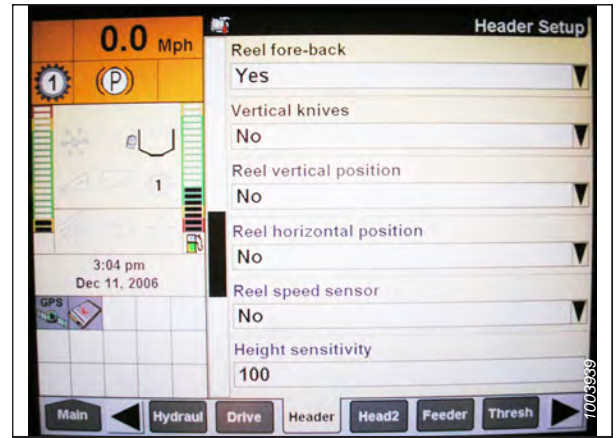 0.0 Mph
Header Setup
1
(P)
Reel fore-back
Yes
Vertical knives
No
Reel vertical position
No
1
Reel horizontal position
No
3:04 pm
Dec 11, 2006
GPS
Reel speed sensor
No
Height sensitivity
100
Main
Hydraul
Drive
Header
Head2
Feeder
Thresh
1003939